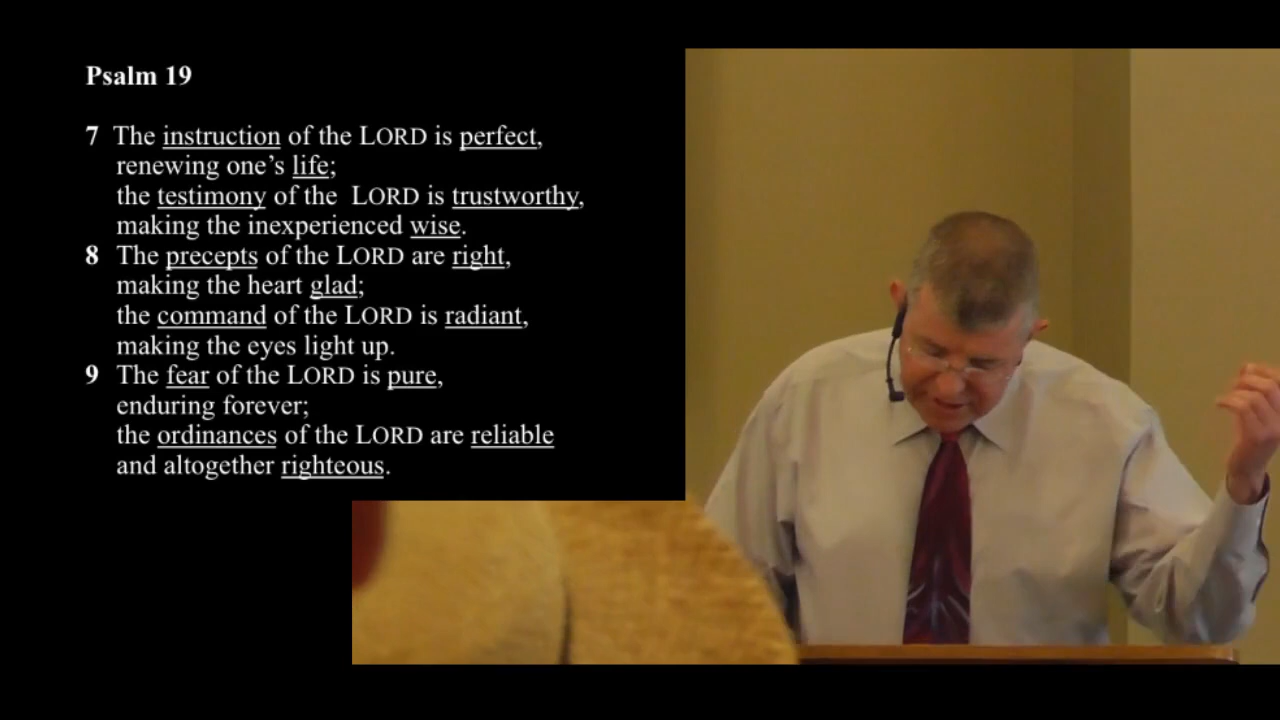 Psalm 19
7 The instruction of the LORD is perfect,
renewing one’s life;
the testimony of the LORD is trustworthy,
making the inexperienced wise.
8 The precepts of the LORD are right,
making the heart glad;
the command of the LORD is radiant,
making the eyes light up.
9 The fear of the LORD is pure,
enduring forever;
the ordinances of the LORD are reliable
and altogether righteous.